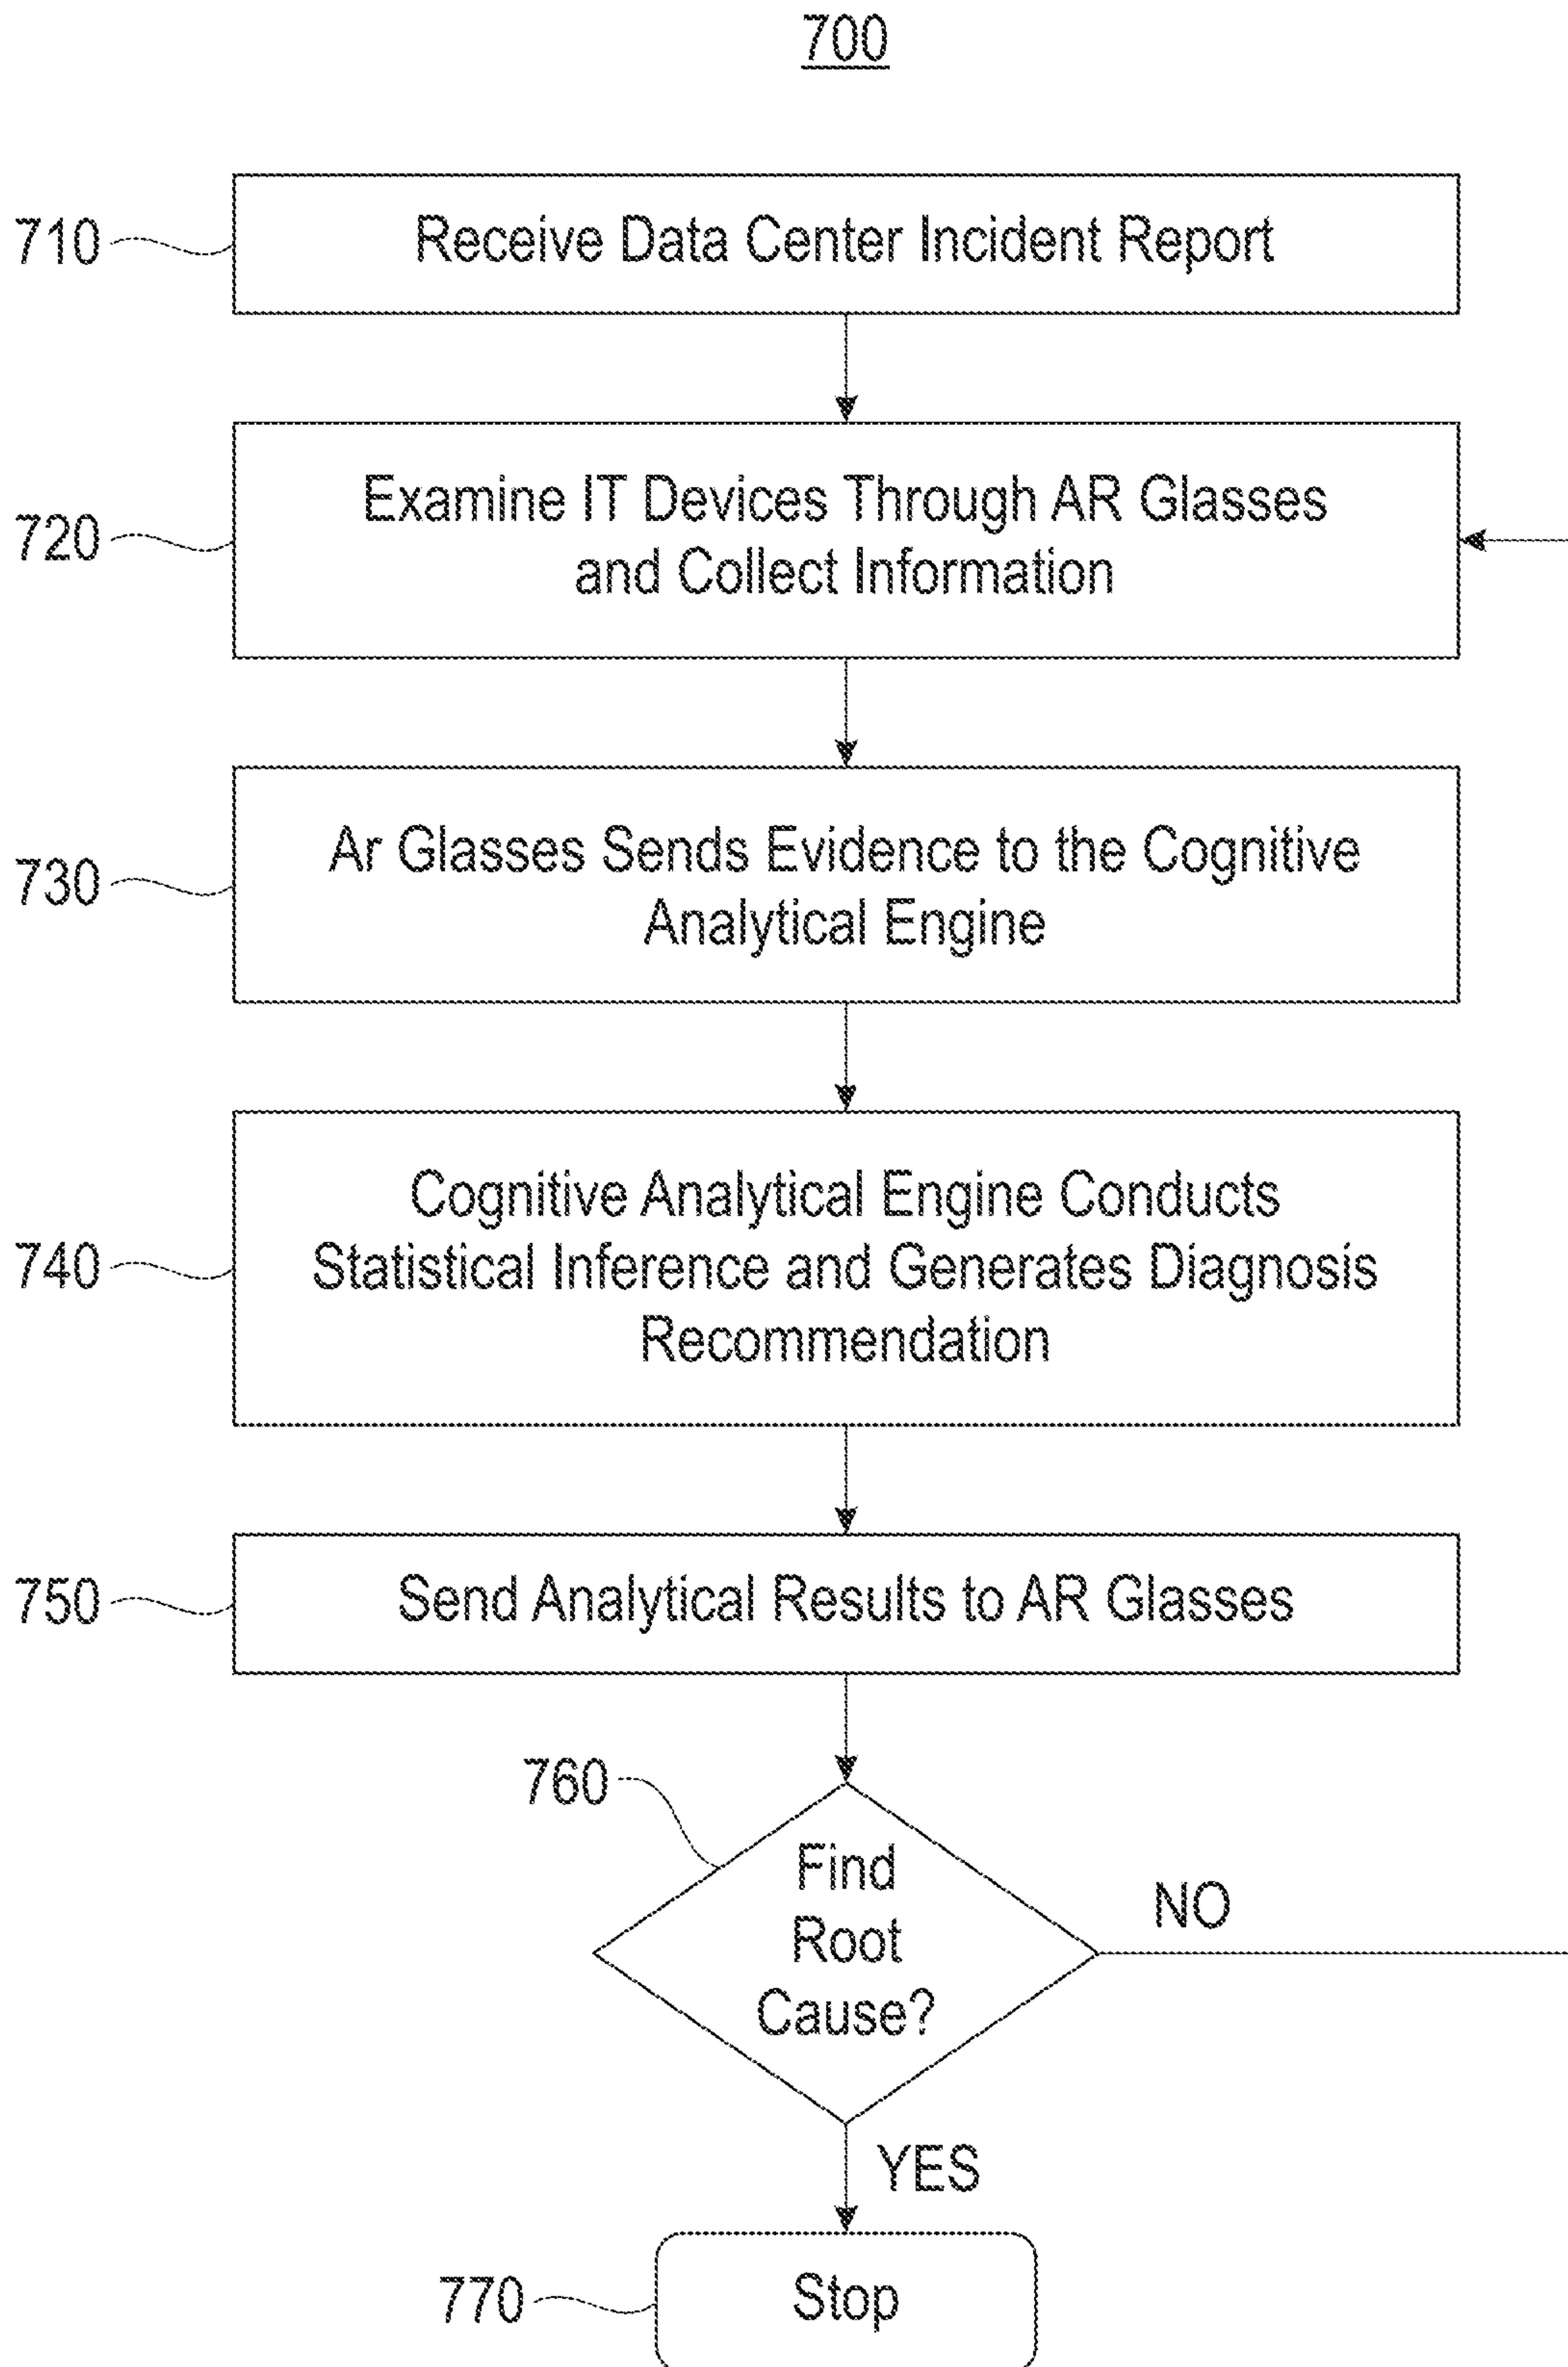 700
710
Receive Data Center Incident Report
720
Examine IT Devices Through AR Glasses
and Collect Information
730
Ar Glasses Sends Evidence to the Cognitive
Analytical Engine
740
Cognitive Analytical Engine Conducts
Statistical Inference and Generates Diagnosis
Recommendation
750
Send Analytical Results to AR Glasses
760
Find
Root
Cause?
NO
YES
770
Stop